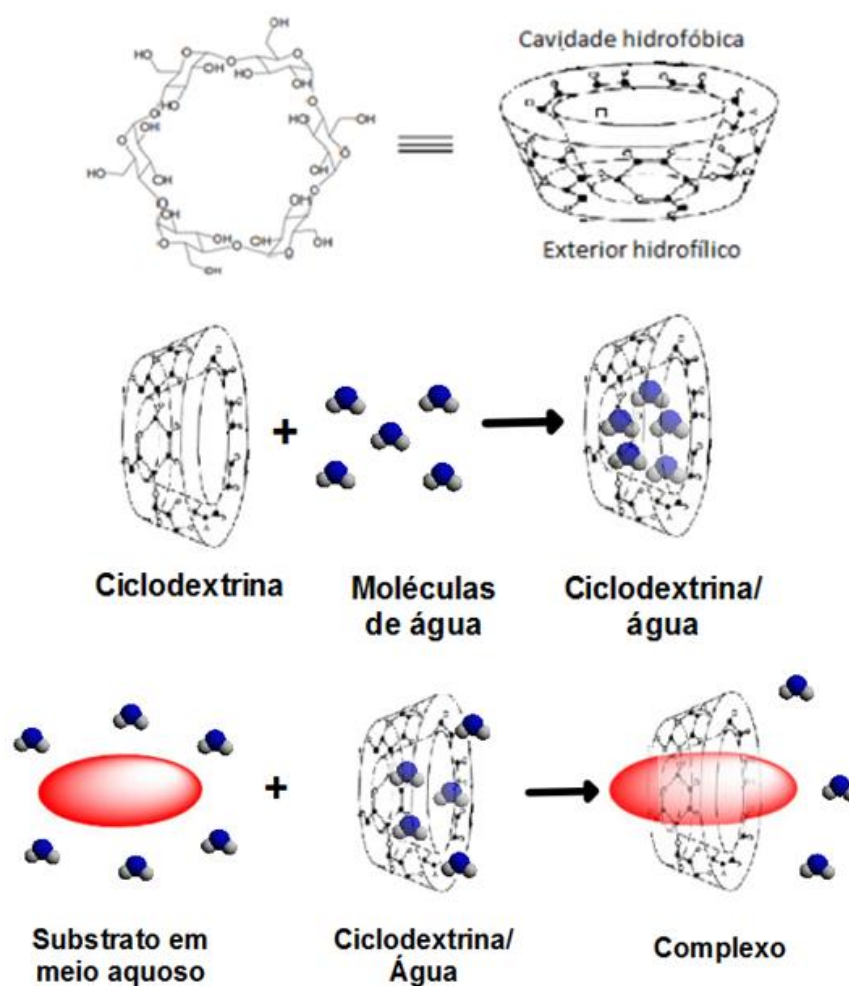 Cavidade hidrofóbica
Exterior hidrofílico
+
Ciclodextrina
Moléculas
de água
Ciclodextrina/
água
+
Substrato em
meio aquoso
Ciclodextrina/
Água
Complexo